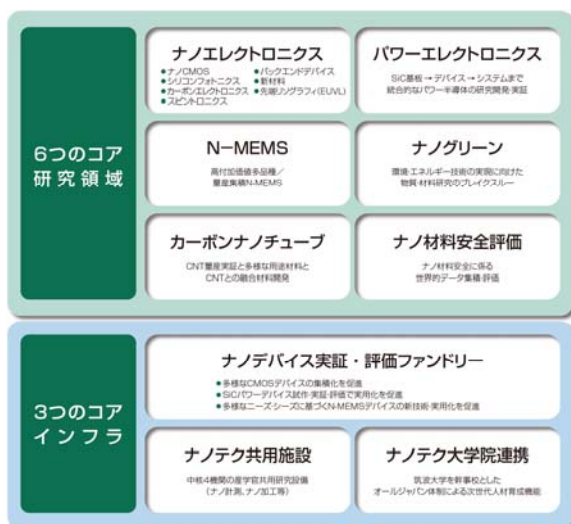 6つのコア
研究領域
ナノエレクトロニクス
●ナノCMOS
●シリコンフォトニクス
●カーボンエレクトロニクス
●スピントロニクス
●バックエンドデバイス
●新材料
●先端リソグラフィ(EUVL)
パワーエレクトロニクス
SiC基板→デバイス→システムまで
統合的なパワー半導体の研究開発・実証
N-MEMS
高付加価値多品種/
量産集積N-MEMS
ナノグリーン
環境・エネルギー技術の実現に向けた
物質・材料研究のブレイクスルー
カーボンナノチューブ
CNT量産実証と多様な用途材料と
CNTとの融合材料開発
ナノ材料安全評価
ナノ材料安全に係る
世界的データ集積・評価
3つのコア
インフラ
ナノデバイス実証・評価ファンドリー
●多様なCMOSデバイスの集積化を促進
●SiCパワーデバイス試作・実証・評価で実用化を促進
●多様なニーズ・シーズに基づくN-MEMSデバイスの新技術・実用化を促進
ナノテク共用施設
中核4機関の産学官共用研究設備
(ナノ計測、ナノ加工等)
ナノテク大学院連携
筑波大学を幹事校とした
オールジャパン体制による次世代人材育成機能